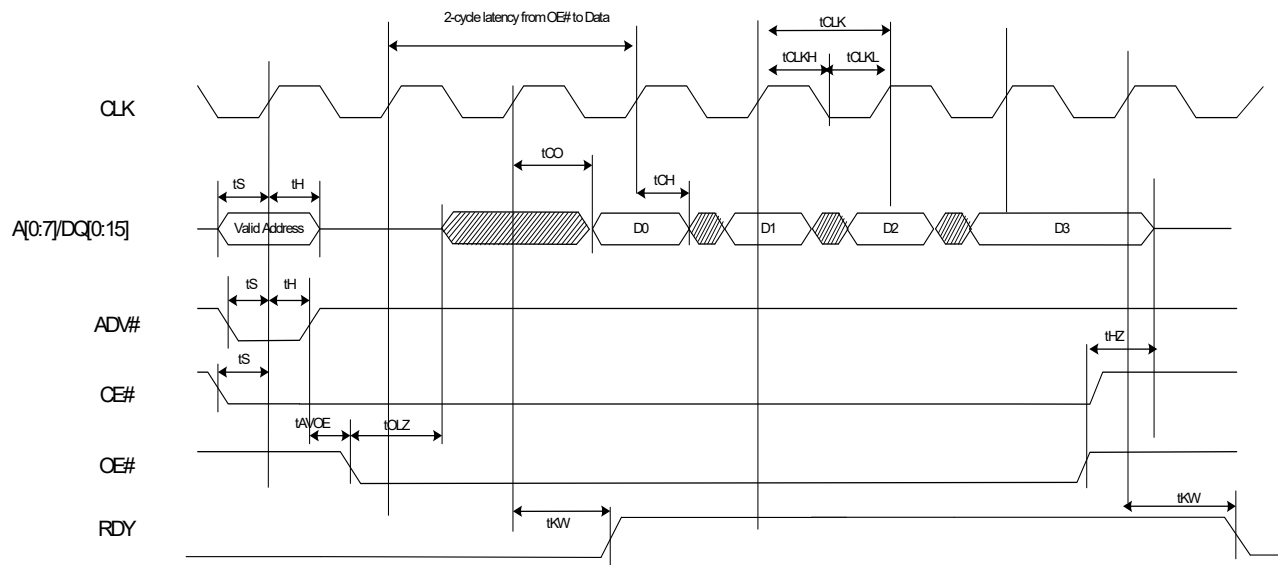 2-cycle latency from OE# to Data
tCLK
tCLKH
tCLKL
CLK
tCO
tCH
tS
tH
A[0:7]/DQ[0:15]
Valid Address
D0
D1
D2
D3
tS
tH
ADV#
tHZ
tS
CE#
tAVOE
tOLZ
OE#
tKW
tKW
RDY